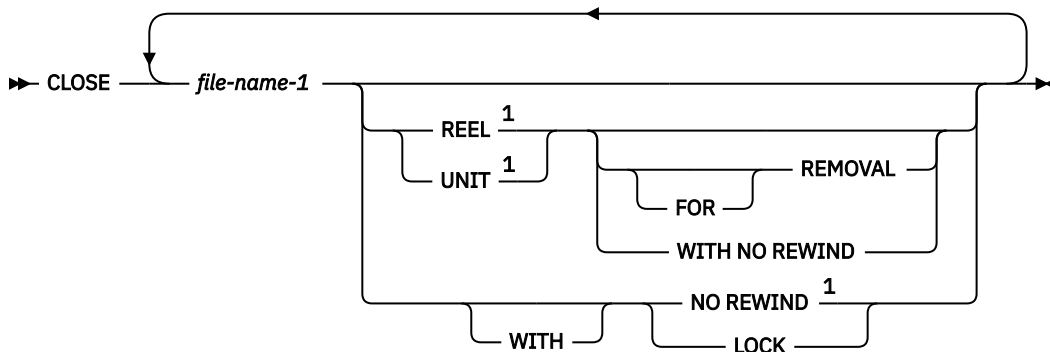 CLOSE file-name-1
REEL 1
UNIT 1
REMOVAL
FOR
WITH NO REWIND
NO REWIND 1
WITH
LOCK